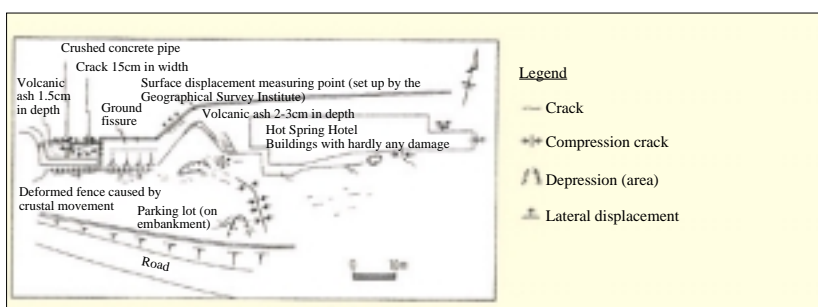 Crushed concrete pipe
Crack 15cm in width
Volcanic
ash 1.5cm
in depth
Ground
fissure
Surface displacement measuring point (set up by the
Geographical Survey Institute)
Volcanic ash 2-3cm in depth
Hot Spring Hotel
Buildings with hardly any damage
Deformed fence caused by
crustal movement
Parking lot (on
embankment)
Road
0 10m
Legend
Crack
Compression crack
Depression (area)
Lateral displacement